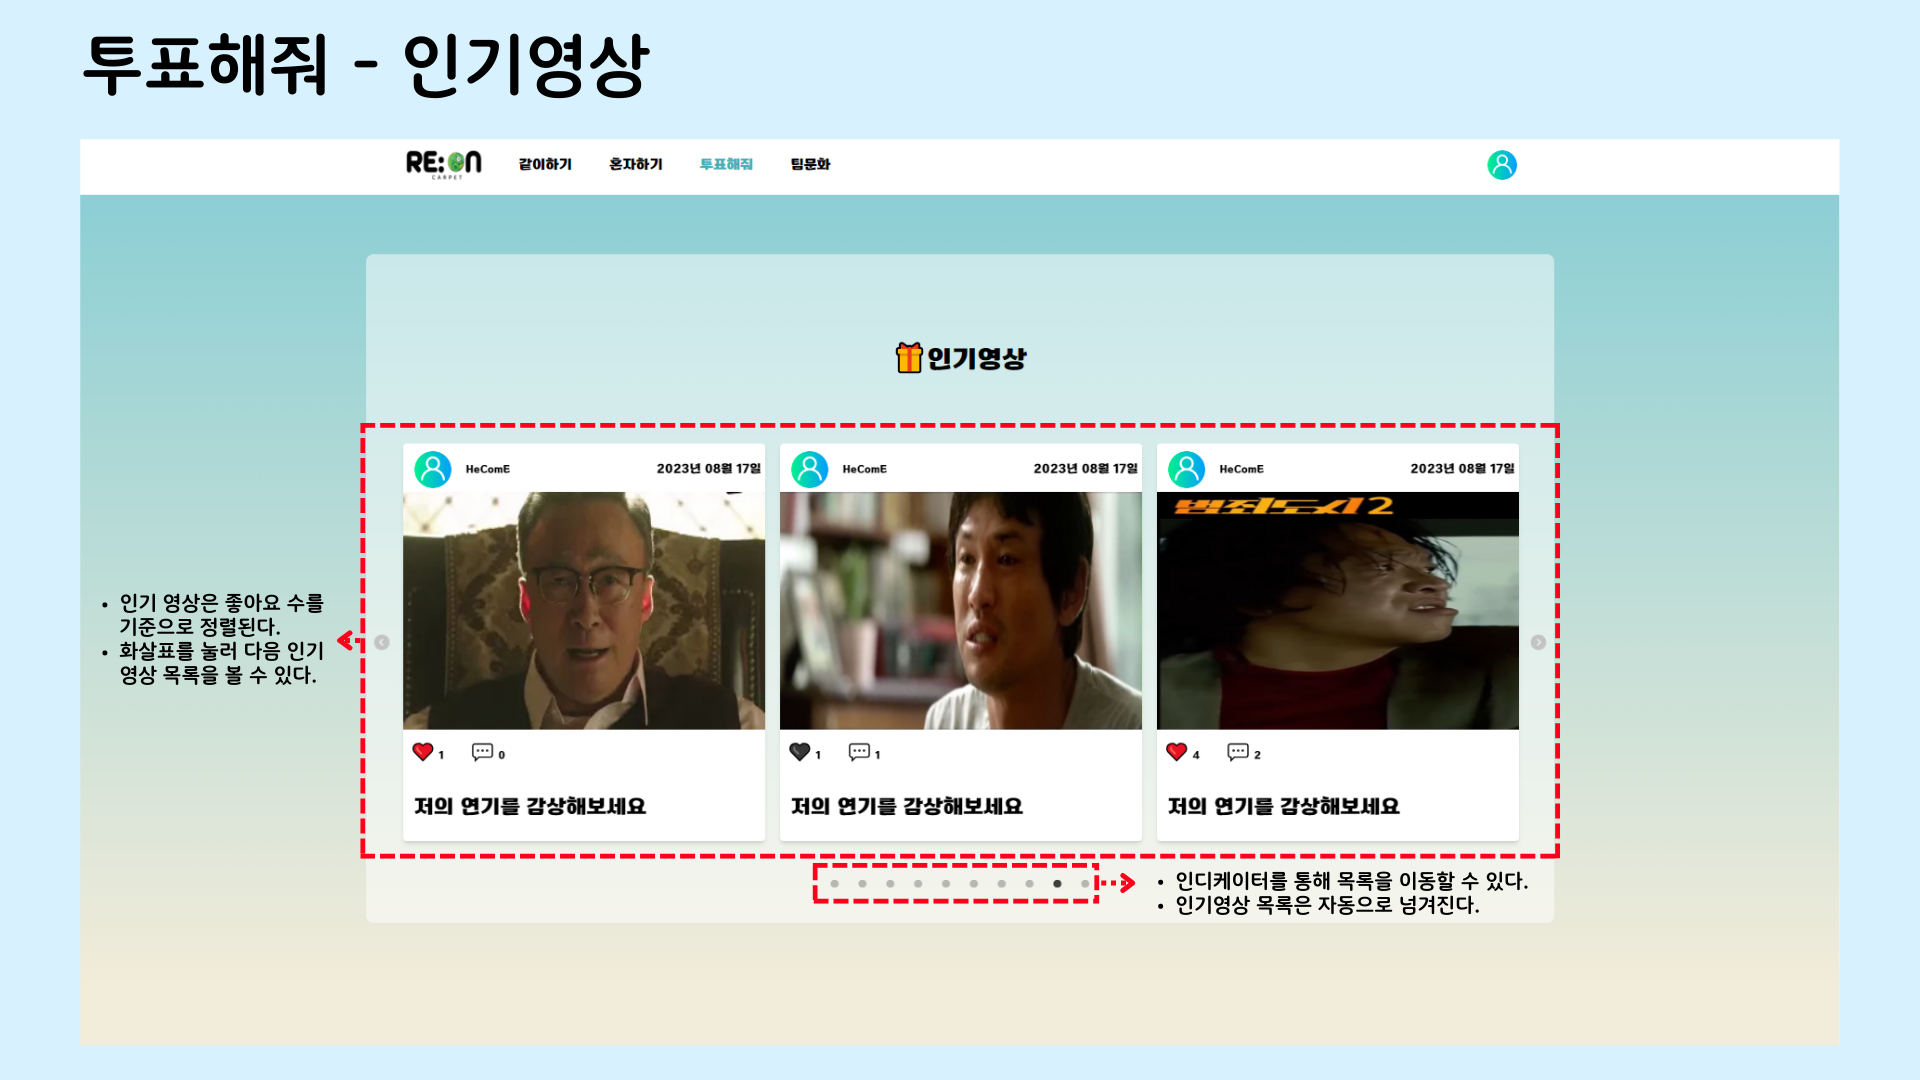 투표해줘 - 인기영상
RE:ON
CARPET
같이하기 혼자하기 투표해줘 팀문화
인기영상
HeComE 2023년 08월 17일
HeComE 2023년 08월 17일
HeComE 2023년 08월 17일
범죄도시2
• 인기 영상은 좋아요 수를
기준으로 정렬된다.
• 화살표를 눌러 다음 인기
영상 목록을 볼 수 있다.
1 0
1 1
4 2
저의 연기를 감상해보세요
저의 연기를 감상해보세요
저의 연기를 감상해보세요
• 인디케이터를 통해 목록을 이동할 수 있다.
• 인기영상 목록은 자동으로 넘겨진다.